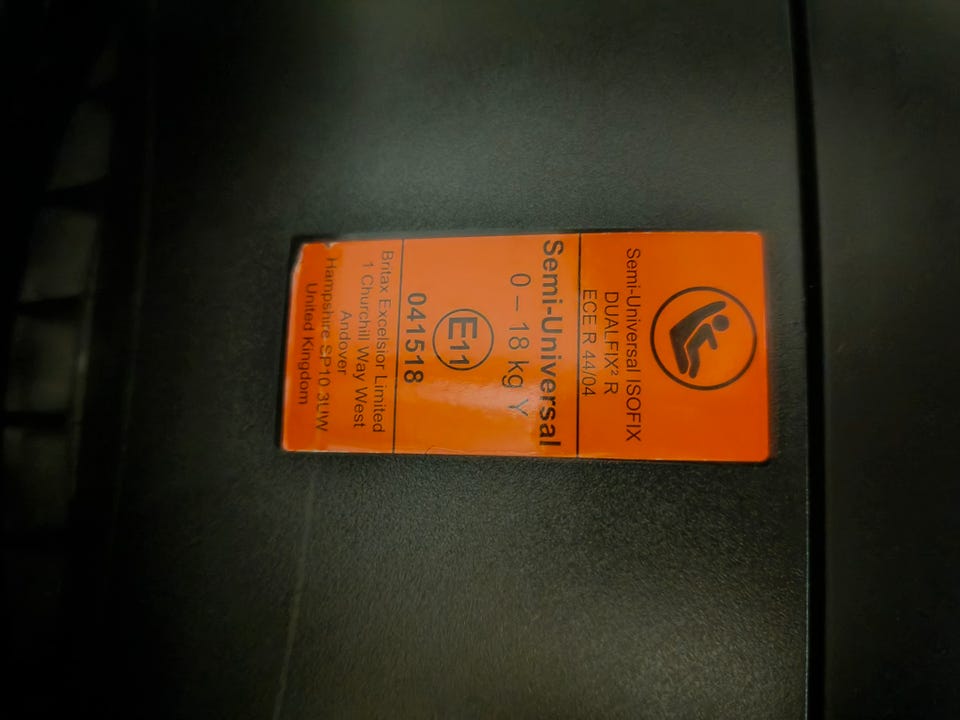 Semi-Universal ISOFIX
DUALFIX² R
ECE R 44/04
Semi-Universal
0 – 18 kg Y
E11
041518
Britax Excelsior Limited
1 Churchill Way West
Andover
Hampshire SP10 3UW
United Kingdom